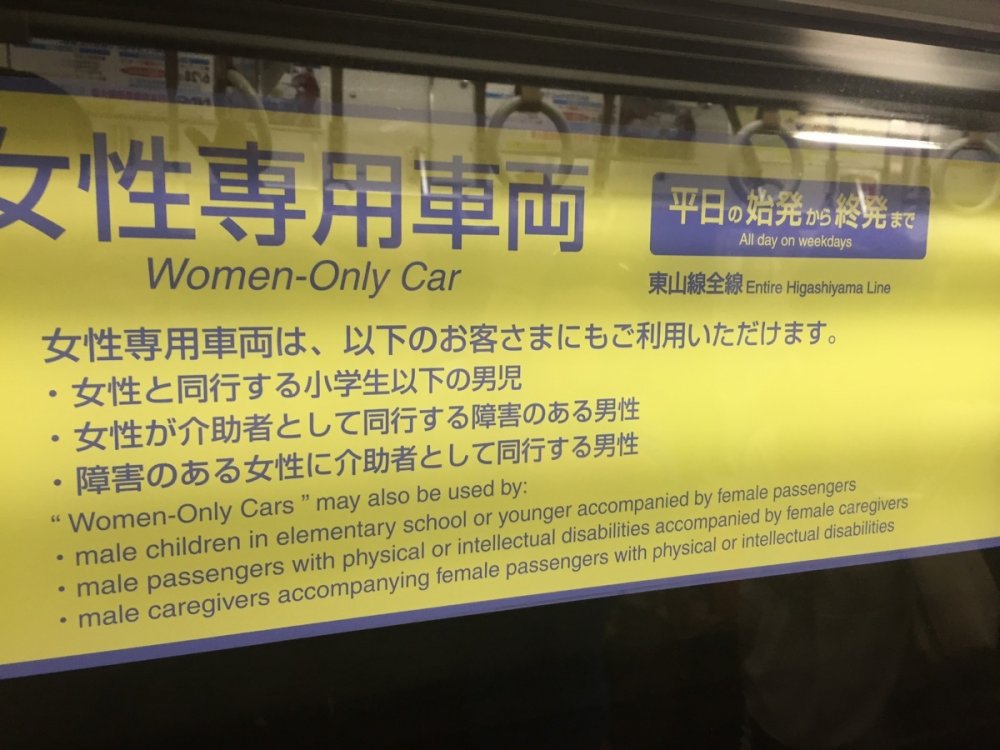 女性専用車両
Women-Only Car
平日の始発から終発まで
All day on weekdays
東山線全線 Entire Higashiyama Line
女性専用車両は、以下のお客さまにもご利用いただけます。
・女性と同行する小学生以下の男児
・女性が介助者として同行する障害のある男性
・障害のある女性に介助者として同行する男性
“ Women-Only Cars ” may also be used by:
・male children in elementary school or younger accompanied by female passengers
・male passengers with physical or intellectual disabilities accompanied by female caregivers
・male caregivers accompanying female passengers with physical or intellectual disabilities